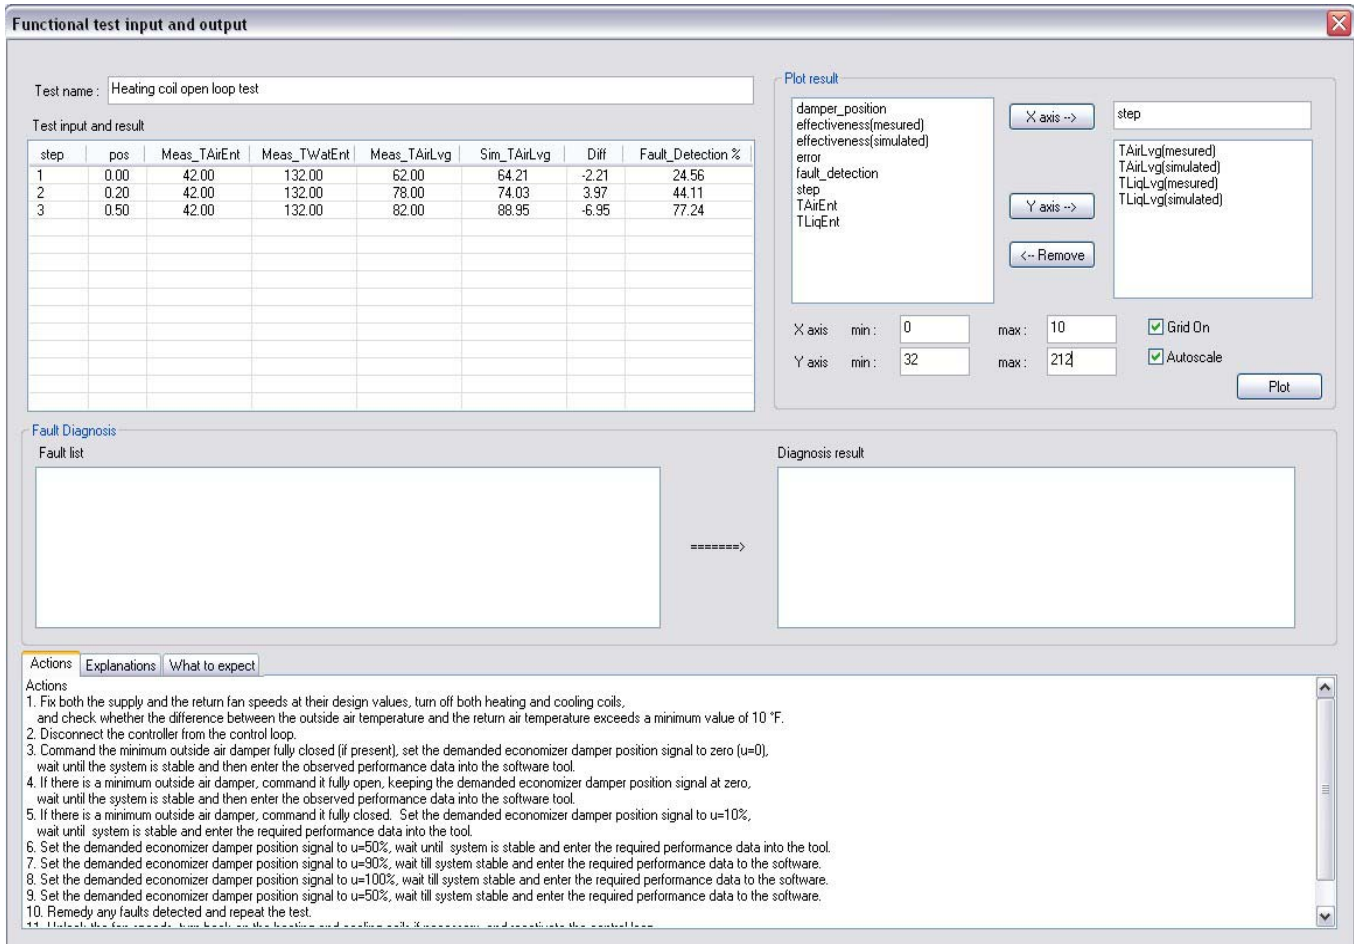 Functional test input and output
Test name : Heating coil open loop test
Test input and result
step pos Meas_TAirEnt Meas_TWatEnt Meas_TAirLvg Sim_TAirLvg Diff Fault_Detection %
1 0.00 42.00 132.00 62.00 64.21 -2.21 24.56
2 0.20 42.00 132.00 78.00 74.03 3.97 44.11
3 0.50 42.00 132.00 82.00 88.95 -6.95 77.24
Plot result
damper_position
effectiveness(mesured)
effectiveness(simulated)
error
fault_detection
step
TAirEnt
TLiqEnt
X axis -->
step
Y axis -->
<-- Remove
TAirLvg(mesured)
TAirLvg(simulated)
TLiqLvg(mesured)
TLiqLvg(simulated)
X axis min : 0 max : 10 Grid On
Y axis min : 32 max : 212 Autoscale
Plot
Fault Diagnosis
Fault list
=======>
Diagnosis result
Actions Explanations What to expect
Actions
1. Fix both the supply and the return fan speeds at their design values, turn off both heating and cooling coils,
and check whether the difference between the outside air temperature and the return air temperature exceeds a minimum value of 10 °F.
2. Disconnect the controller from the control loop.
3. Command the minimum outside air damper fully closed (if present), set the demanded economizer damper position signal to zero (u=0),
wait until the system is stable and then enter the observed performance data into the software tool.
4. If there is a minimum outside air damper, command it fully open, keeping the demanded economizer damper position signal at zero,
wait until the system is stable and then enter the observed performance data into the software tool.
5. If there is a minimum outside air damper, command it fully closed. Set the demanded economizer damper position signal to u=10%,
wait until system is stable and enter the required performance data into the tool.
6. Set the demanded economizer damper position signal to u=50%, wait until system is stable and enter the required performance data into the tool.
7. Set the demanded economizer damper position signal to u=90%, wait till system stable and enter the required performance data to the software.
8. Set the demanded economizer damper position signal to u=100%, wait till system stable and enter the required performance data to the software.
9. Set the demanded economizer damper position signal to u=50%, wait till system stable and enter the required performance data to the software.
10. Remedy any faults detected and repeat the test.